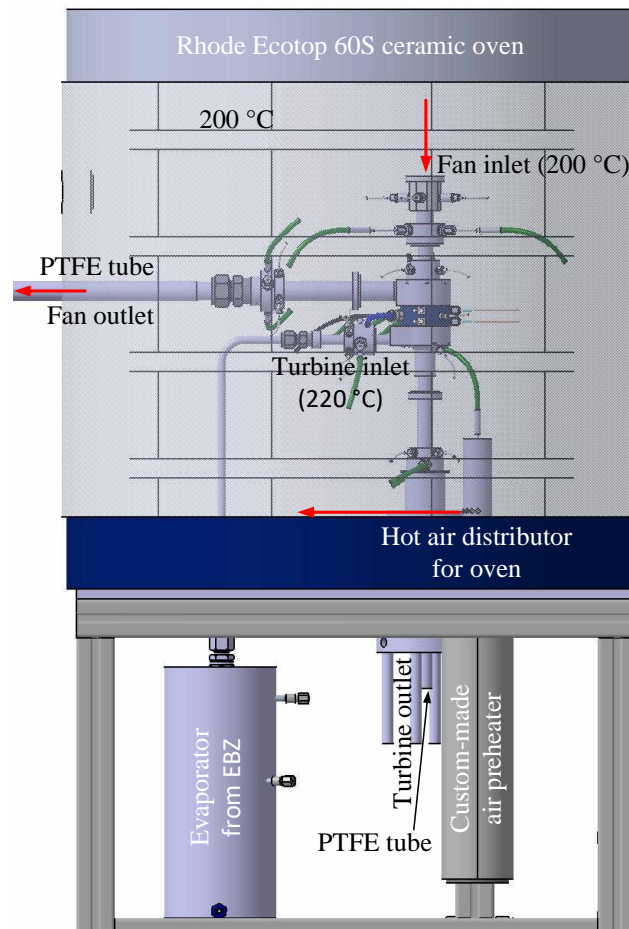 Rhode Ecotop 60S ceramic oven
200 °C
Fan inlet (200 °C)
PTFE tube
Fan outlet
Turbine inlet
(220 °C)
Hot air distributor
for oven
Evaporator
from EBZ
Turbine outlet
Custom-made
air preheater
PTFE tube